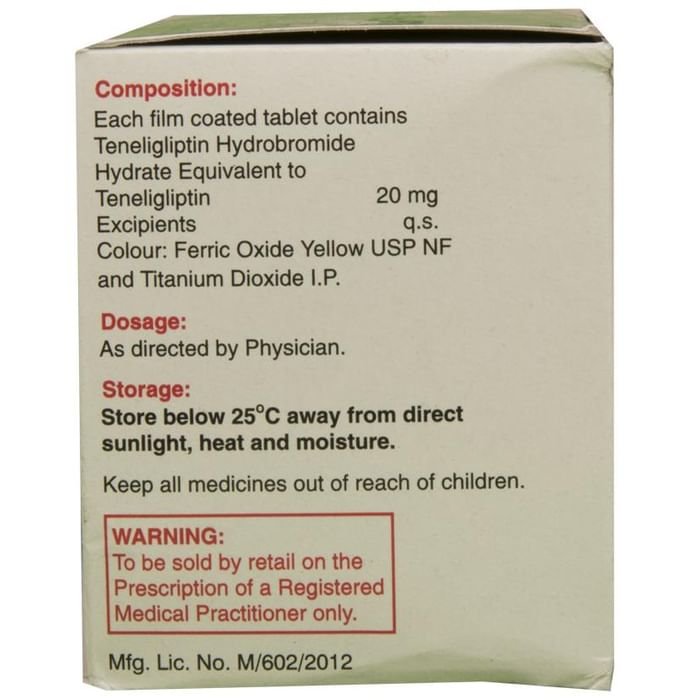 Composition:
Each film coated tablet contains
Teneligliptin Hydrobromide
Hydrate Equivalent to
Teneligliptin 20 mg
Excipients q.s.
Colour: Ferric Oxide Yellow USP NF
and Titanium Dioxide I.P.
Dosage:
As directed by Physician.
Storage:
Store below 25°C away from direct
sunlight, heat and moisture.
Keep all medicines out of reach of children.
WARNING:
To be sold by retail on the
Prescription of a Registered
Medical Practitioner only.
Mfg. Lic. No. M/602/2012